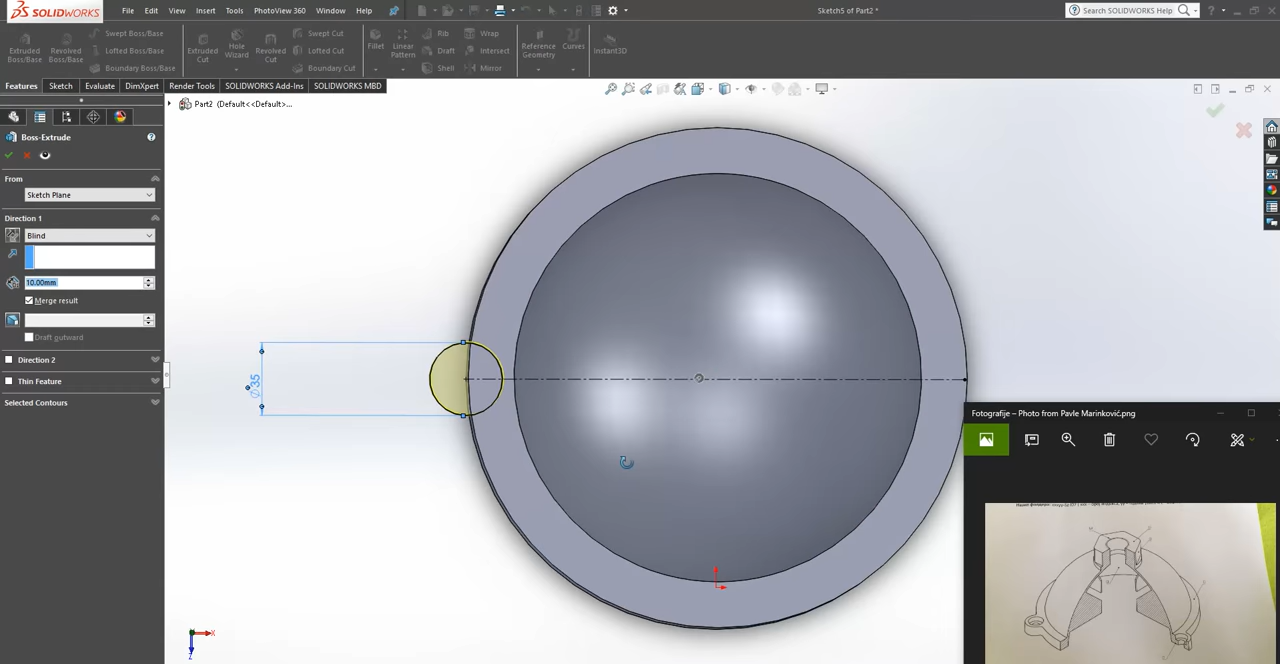 SOLIDWORKS File Edit View Insert Tools PhotoView 360 Window Help Sketch5 of Part2 * Search SOLIDWORKS Help
Extruded Boss/Base Revolved Boss/Base Swept Boss/Base Lofted Boss/Base Boundary Boss/Base Extruded Cut Hole Wizard Revolved Cut Swept Cut Lofted Cut Boundary Cut Fillet Linear Pattern Rib Draft Shell Wrap Intersect Mirror Reference Geometry Curves Instant3D
Features Sketch Evaluate DimXpert Render Tools SOLIDWORKS Add-Ins SOLIDWORKS MBD
Part2 (Default<<Default>...
Boss-Extrude
From
Sketch Plane
Direction 1
Blind
10.00mm
Merge result
Draft outward
Direction 2
Thin Feature
Selected Contours
Ø35
X
Z
Fotografije – Photo from Pavle Marinković.png